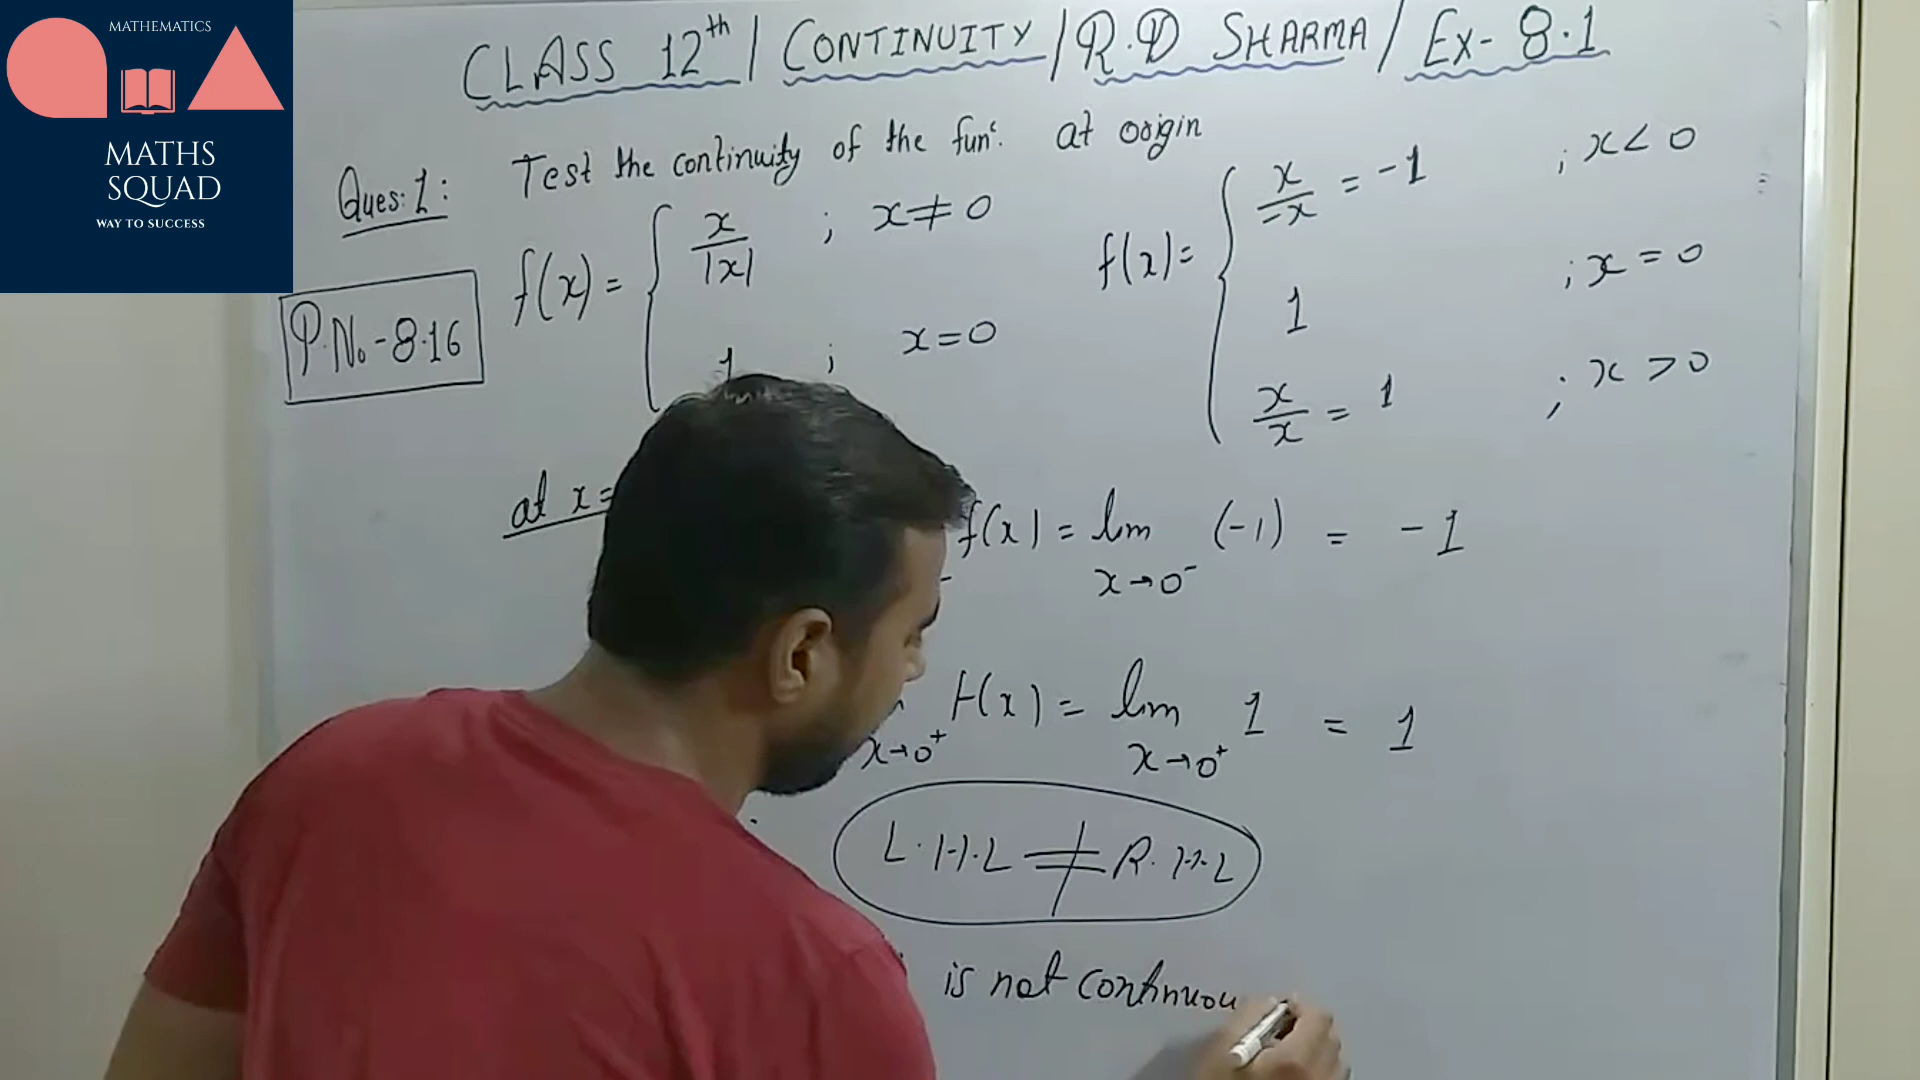 MATHEMATICS
MATHS
SQUAD
WAY TO SUCCESS
CLASS 12th / CONTINUITY / R.D SHARMA / Ex- 8.1
Ques:1: Test the continuity of the func. at origin
P.No-8.16
f(x) = { x/|x| ; x ≠ 0
1 ; x = 0
f(x) = { x/-x = -1 ; x < 0
1 ; x = 0
x/x = 1 ; x > 0
at x =
f(x) = lim x→0⁻ (-1) = -1
x→0⁺ f(x) = lim x→0⁺ 1 = 1
L.H.L ≠ R.H.L
is not continuou